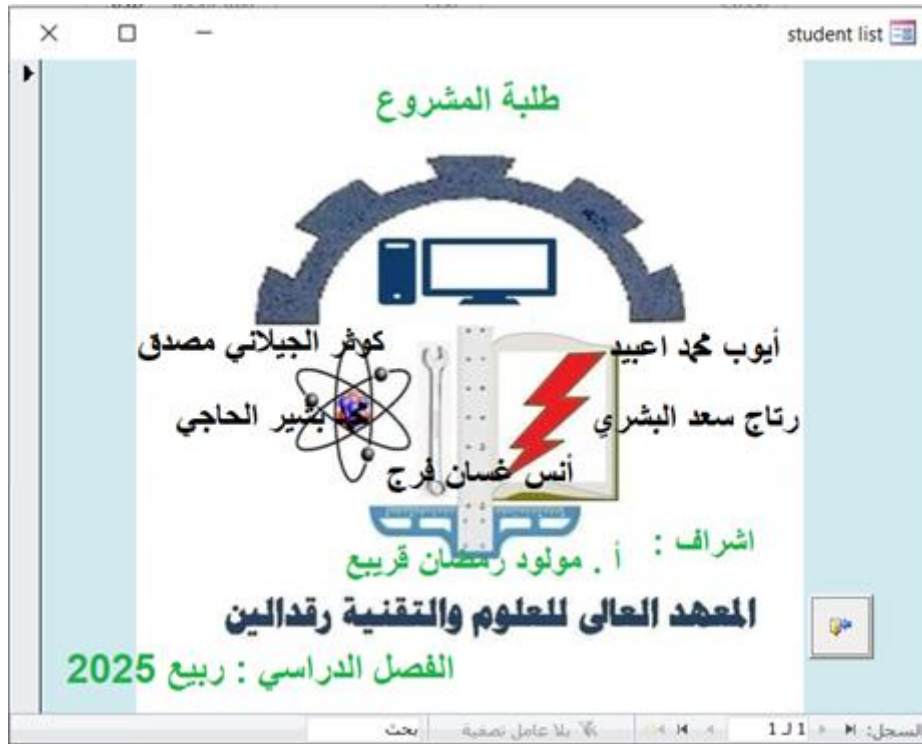 student list
طلبة المشروع
أيوب محمد اعبيد كوثر الجيلاني مصدق
رتاج سعد البشري محمد بشير الحاجي
أنس غسان فرج
اشراف : أ . مولود رمضان قريبع
المعهد العالى للعلوم والتقنية رقدالين
الفصل الدراسي : ربيع 2025
السجل: 1 لـ 1 بلا عامل تصفية بحث